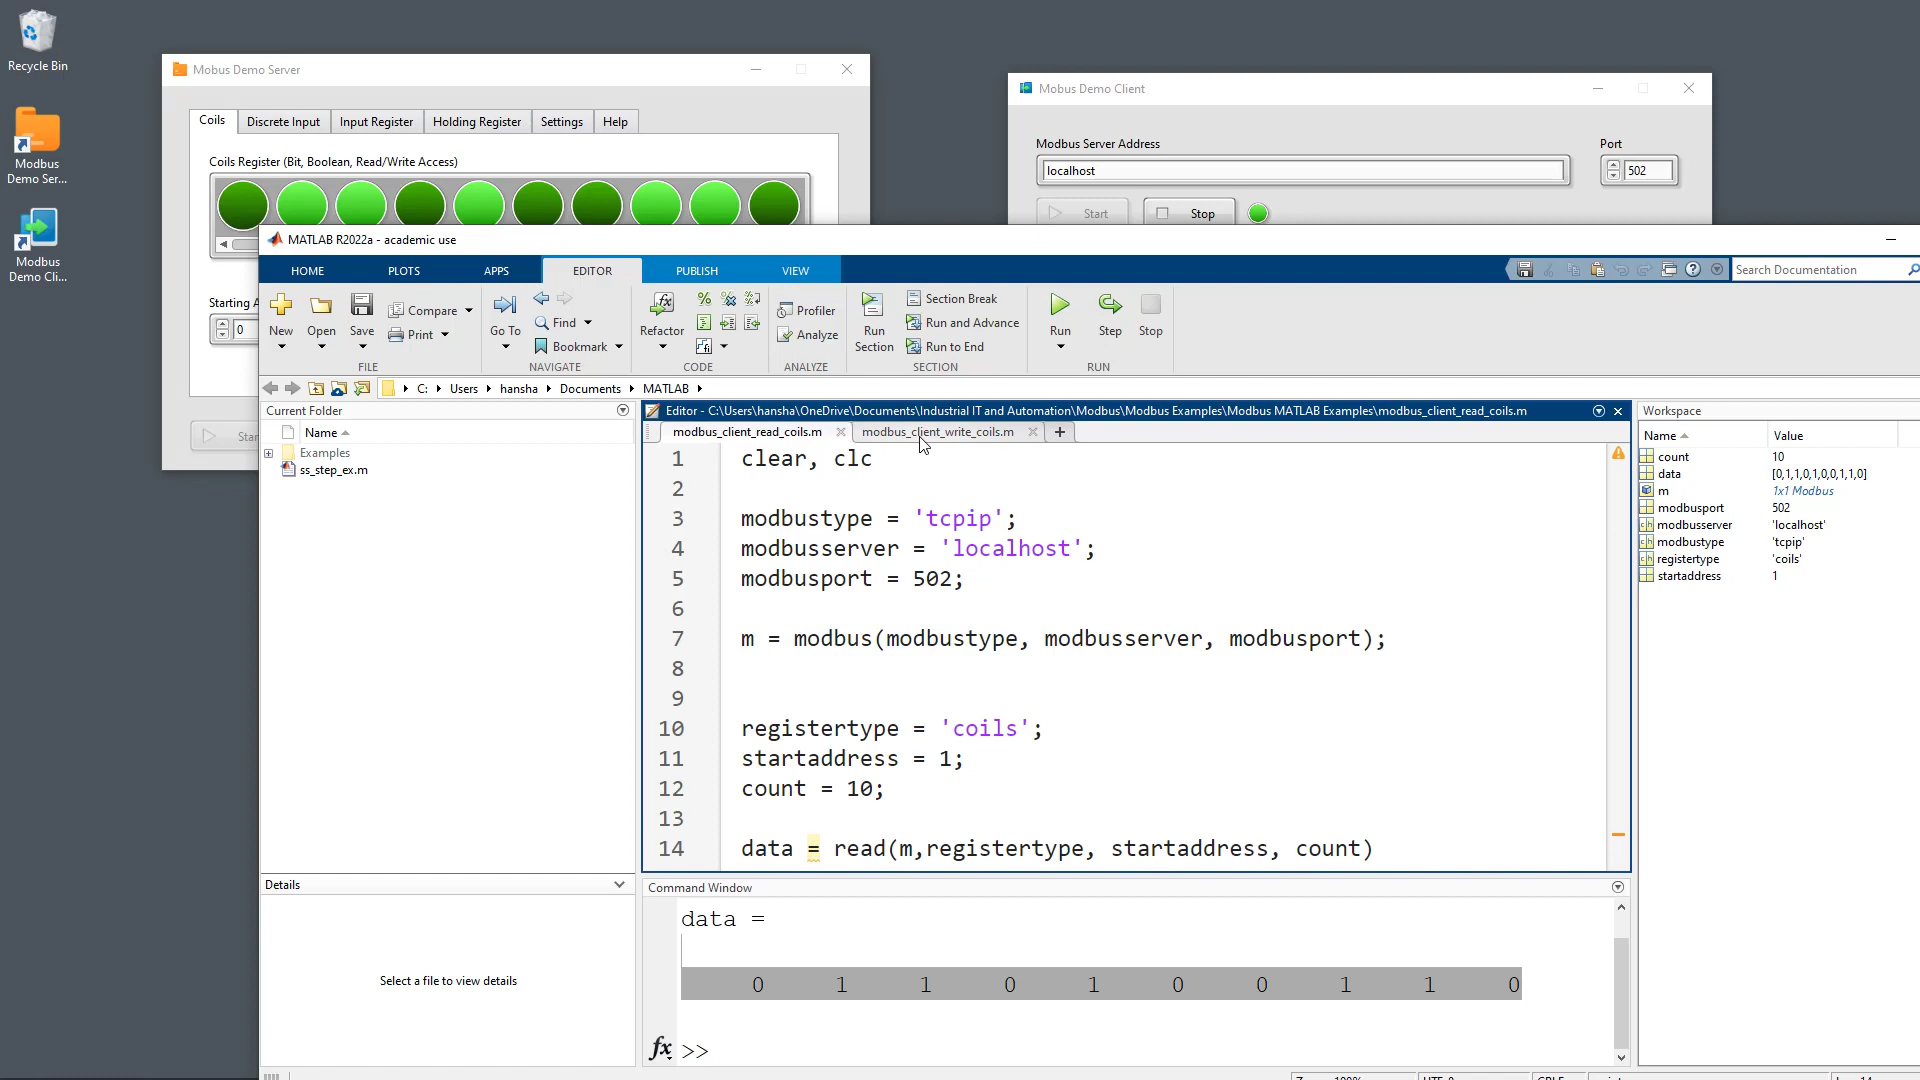 Recycle Bin
Modbus
Demo Ser...
Modbus
Demo Cli...
Mobus Demo Server
Coils
Discrete Input
Input Register
Holding Register
Settings
Help
Coils Register (Bit, Boolean, Read/Write Access)
Starting A
0
Star
Mobus Demo Client
Modbus Server Address
Port
localhost
502
Start
Stop
MATLAB R2022a - academic use
HOME
PLOTS
APPS
EDITOR
PUBLISH
VIEW
Search Documentation
New
Open
Save
Compare
Print
Go To
Find
Bookmark
Refactor
Profiler
Analyze
Run
Section
Section Break
Run and Advance
Run to End
Run
Step
Stop
FILE
NAVIGATE
CODE
ANALYZE
SECTION
RUN
C: Users hansha Documents MATLAB
Current Folder
Name
Examples
ss_step_ex.m
Details
Select a file to view details
Editor - C:\Users\hansha\OneDrive\Documents\Industrial IT and Automation\Modbus\Modbus Examples\Modbus MATLAB Examples\modbus_client_read_coils.m
modbus_client_read_coils.m
modbus_client_write_coils.m
1 clear, clc
2
3 modbustype = 'tcpip';
4 modbusserver = 'localhost';
5 modbusport = 502;
6
7 m = modbus(modbustype, modbusserver, modbusport);
8
9
10 registertype = 'coils';
11 startaddress = 1;
12 count = 10;
13
14 data = read(m,registertype, startaddress, count)
Command Window
data =
0 1 1 0 1 0 0 1 1 0
fx >>
Workspace
Name Value
count 10
data [0,1,1,0,1,0,0,1,1,0]
m 1x1 Modbus
modbusport 502
modbusserver 'localhost'
modbustype 'tcpip'
registertype 'coils'
startaddress 1